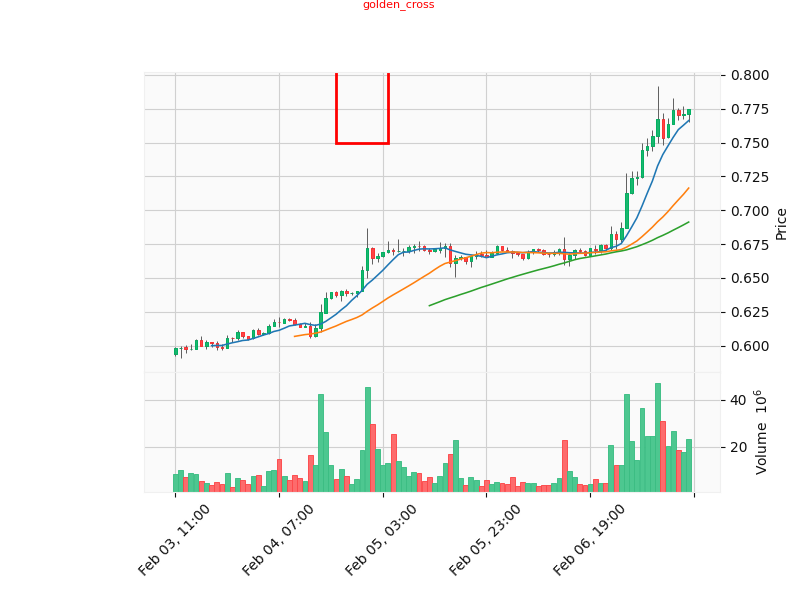 golden_cross
0.800
0.775
0.750
0.725
0.700
0.675
0.650
0.625
0.600
Price
40
20
Volume 10^6
Feb 03, 11:00
Feb 04, 07:00
Feb 05, 03:00
Feb 05, 23:00
Feb 06, 19:00